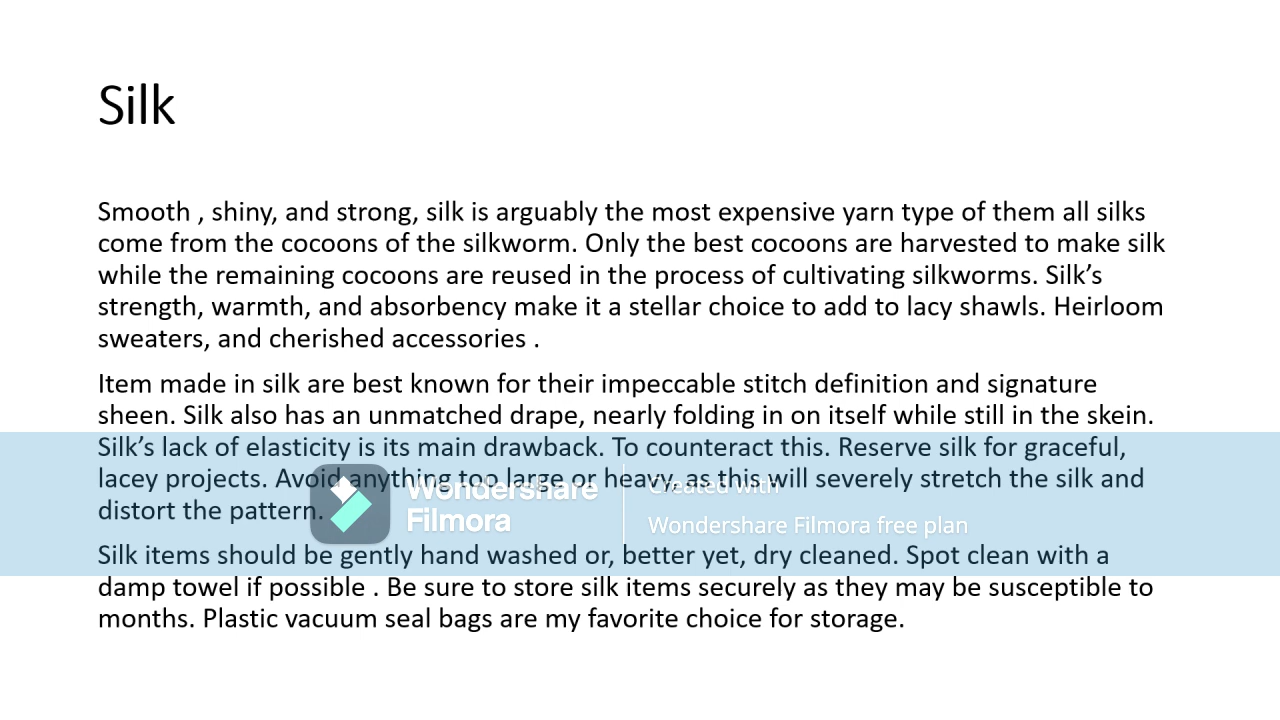 Silk
Smooth , shiny, and strong, silk is arguably the most expensive yarn type of them all silks
come from the cocoons of the silkworm. Only the best cocoons are harvested to make silk
while the remaining cocoons are reused in the process of cultivating silkworms. Silk’s
strength, warmth, and absorbency make it a stellar choice to add to lacy shawls. Heirloom
sweaters, and cherished accessories .
Item made in silk are best known for their impeccable stitch definition and signature
sheen. Silk also has an unmatched drape, nearly folding in on itself while still in the skein.
Silk’s lack of elasticity is its main drawback. To counteract this. Reserve silk for graceful,
lacey projects. Avoid anything too large or heavy, as this will severely stretch the silk and
distort the pattern.
Wondershare
Filmora
Created with
Wondershare Filmora free plan
Silk items should be gently hand washed or, better yet, dry cleaned. Spot clean with a
damp towel if possible . Be sure to store silk items securely as they may be susceptible to
months. Plastic vacuum seal bags are my favorite choice for storage.